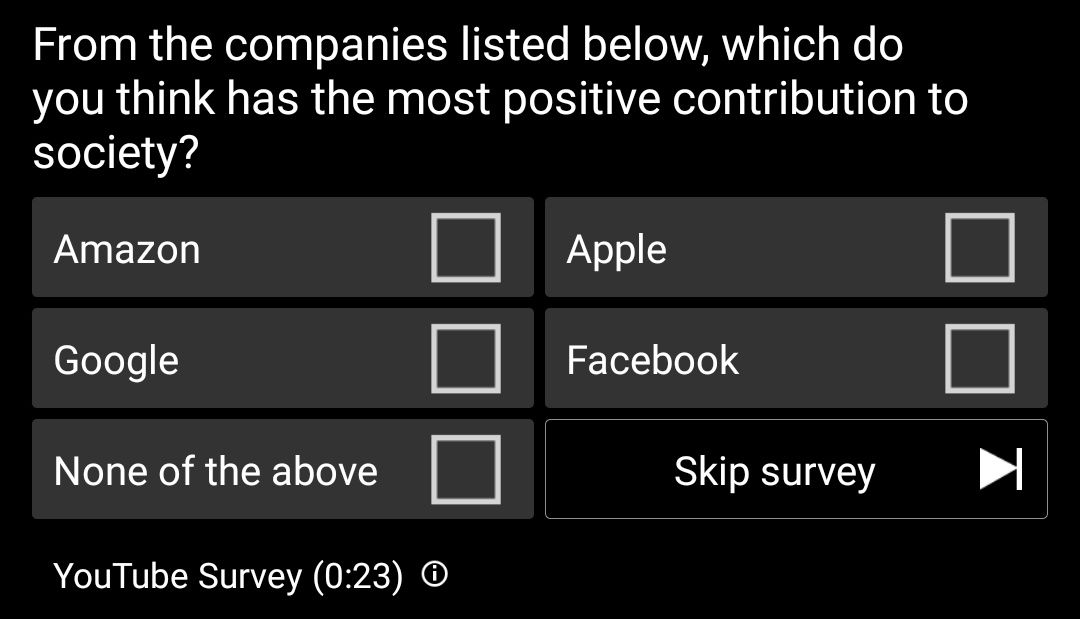 From the companies listed below, which do
you think has the most positive contribution to
society?
Amazon
Apple
Google
Facebook
None of the above
Skip survey
YouTube Survey (0:23)